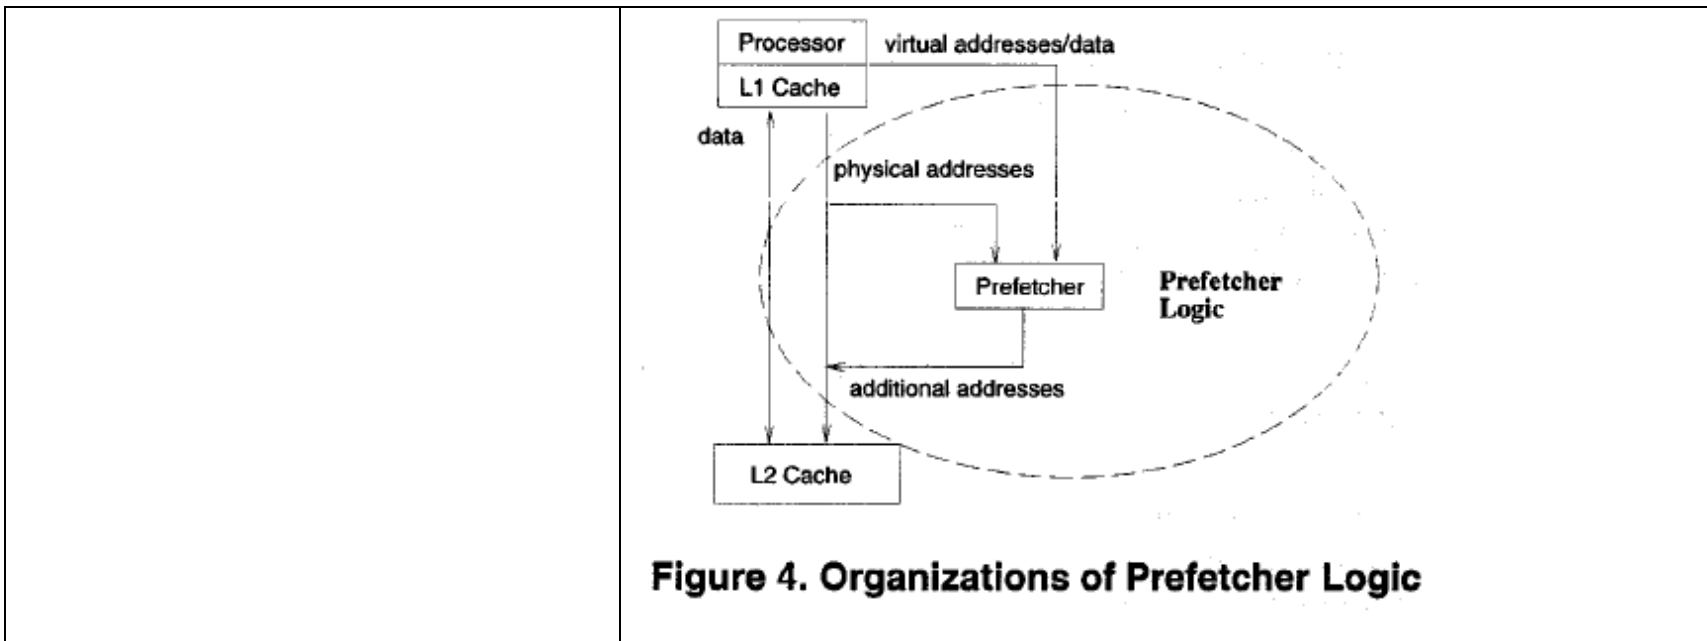 Processor
virtual addresses/data
L1 Cache
data
physical addresses
Prefetcher
Prefetcher
Logic
additional addresses
L2 Cache
Figure 4. Organizations of Prefetcher Logic